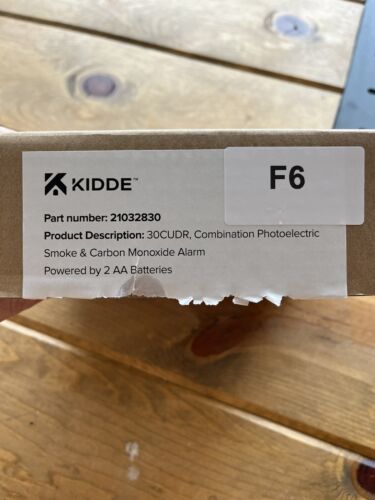 KIDDE™
F6
Part number: 21032830
Product Description: 30CUDR, Combination Photoelectric
Smoke & Carbon Monoxide Alarm
Powered by 2 AA Batteries